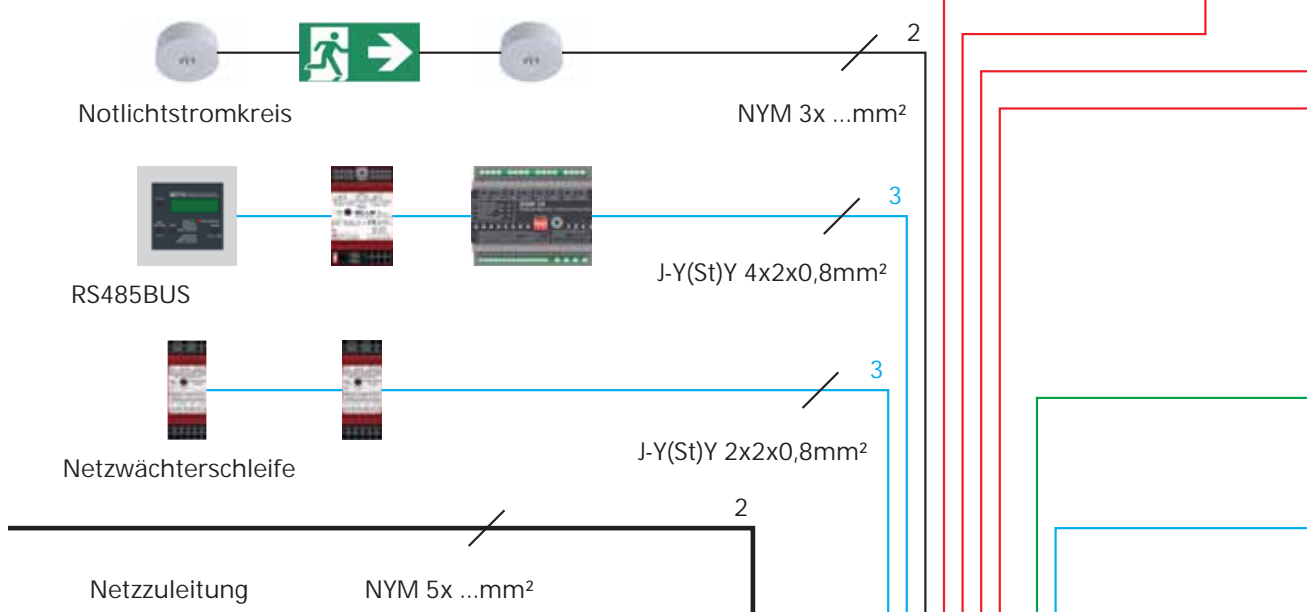 2
Notlichtstromkreis
NYM 3x ...mm²
3
J-Y(St)Y 4x2x0,8mm²
RS485BUS
3
J-Y(St)Y 2x2x0,8mm²
Netzwächterschleife
2
Netzzuleitung
NYM 5x ...mm²